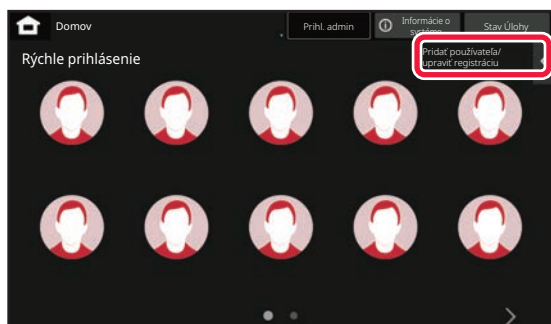 Domov
Prihl. admin
Informácie o
systéme
Stav Úlohy
Rýchle prihlásenie
Pridať používateľa/
upraviť registráciu